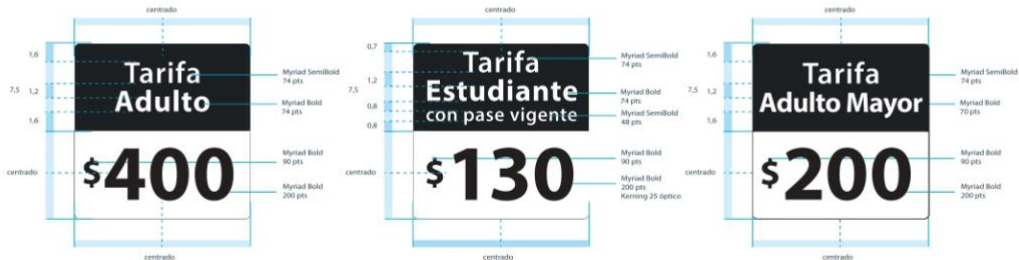 centrado
1,6
7,5
1,2
1,6
centrado
Tarifa
Adulto
$400
Myriad SemiBold
74 pts
Myriad Bold
74 pts
Myriad Bold
90 pts
Myriad Bold
200 pts
centrado
centrado
0,7
1,2
7,5
0,8
0,8
centrado
Tarifa
Estudiante
con pase vigente
$130
Myriad SemiBold
74 pts
Myriad Bold
74 pts
Myriad SemiBold
48 pts
Myriad Bold
90 pts
Myriad Bold
200 pts
Kerning 25 óptico
centrado
centrado
1,6
7,5
1,2
1,6
centrado
Tarifa
Adulto Mayor
$200
Myriad SemiBold
74 pts
Myriad Bold
70 pts
Myriad Bold
90 pts
Myriad Bold
200 pts
centrado